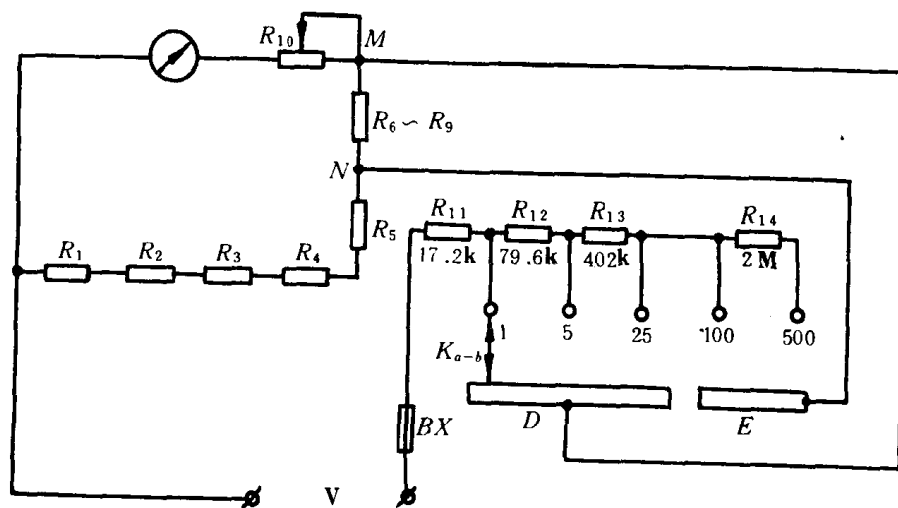 R₁₀ M
R₆ ~ R₉
N
R₅
R₁ R₂ R₃ R₄
R₁₁ R₁₂ R₁₃ R₁₄
17.2k 79.6k 402k 2 M
1 5 25 100 500
Kₐ₋b
BX D E
V